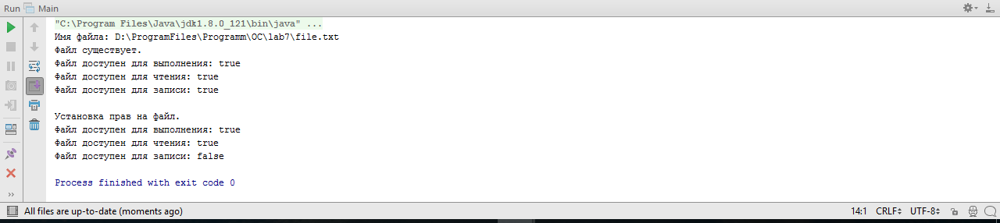 Run Main
"C:\Program Files\Java\jdk1.8.0_121\bin\java" ...
Имя файла: D:\ProgramFiles\Programm\OC\lab7\file.txt
Файл существует.
Файл доступен для выполнения: true
Файл доступен для чтения: true
Файл доступен для записи: true
Установка прав на файл.
Файл доступен для выполнения: true
Файл доступен для чтения: true
Файл доступен для записи: false
Process finished with exit code 0
All files are up-to-date (moments ago) 14:1 CRLF UTF-8